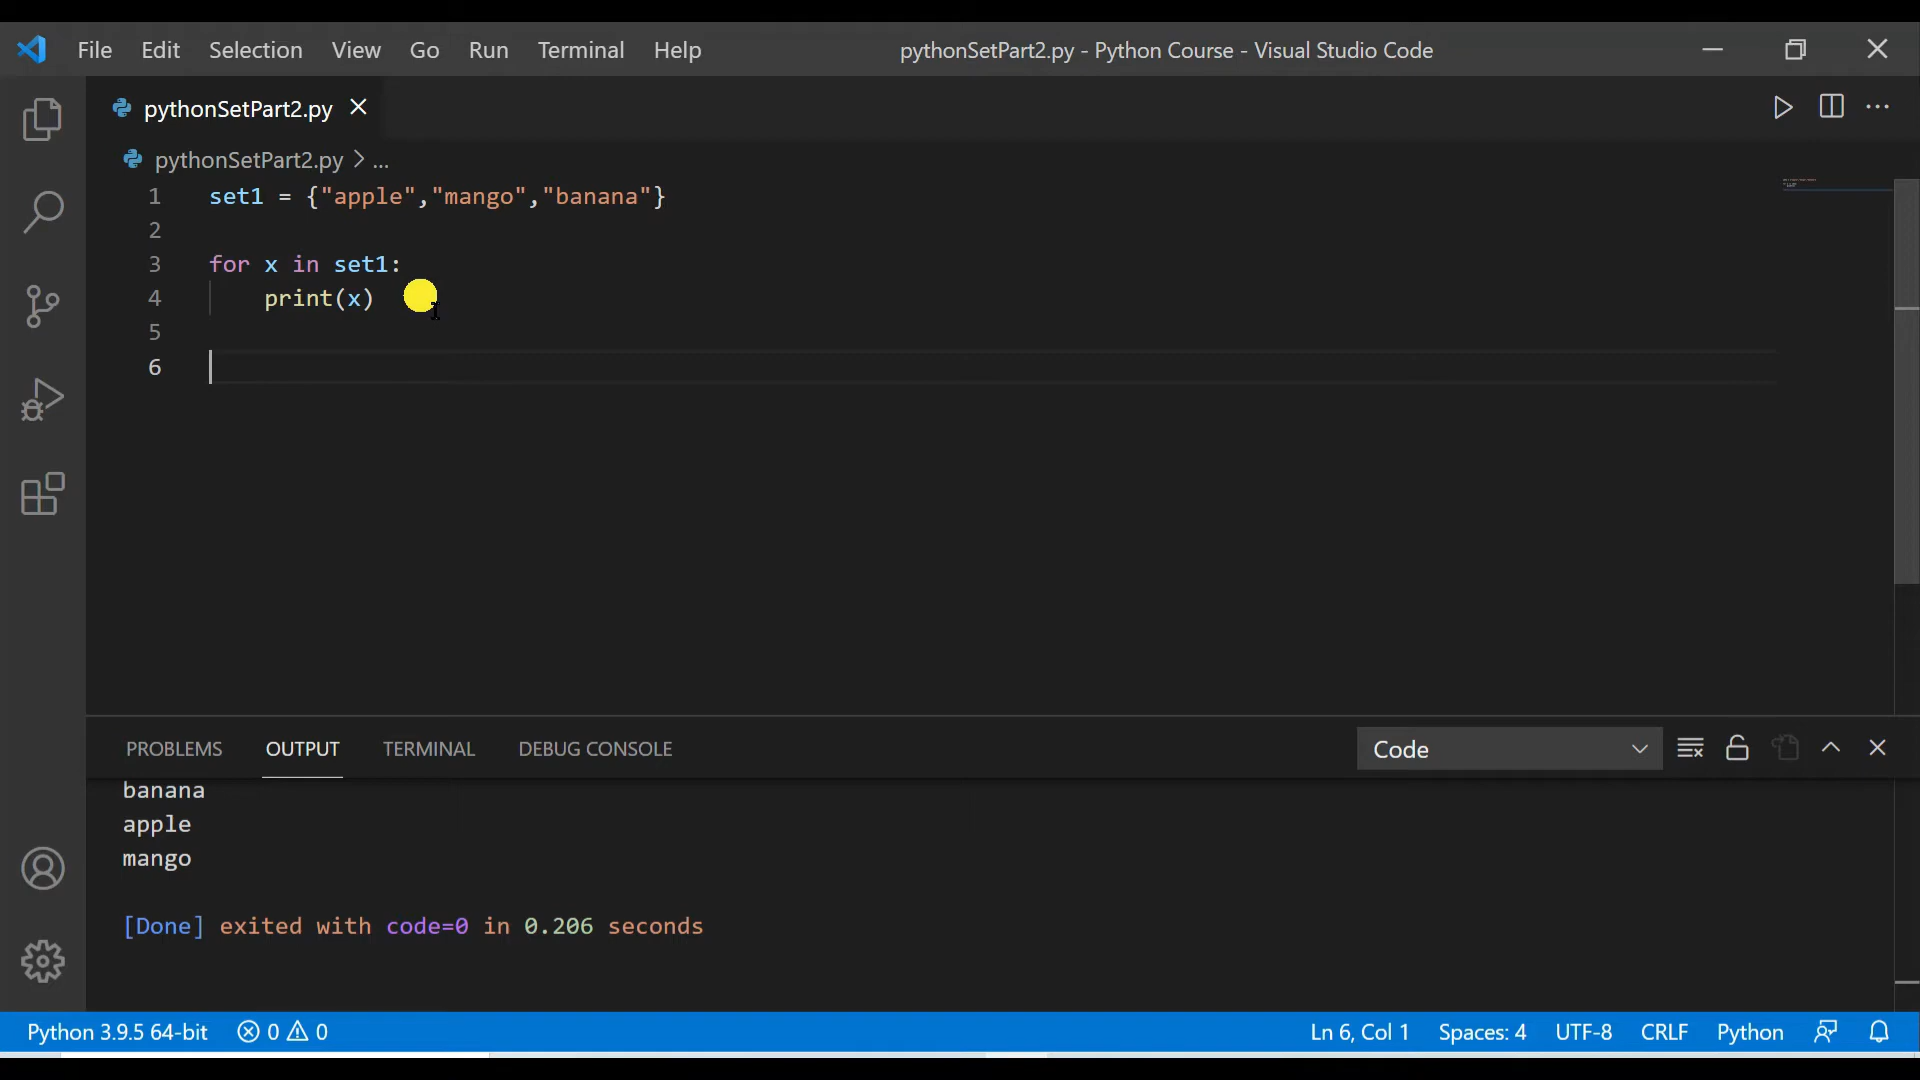 File Edit Selection View Go Run Terminal Help pythonSetPart2.py - Python Course - Visual Studio Code
pythonSetPart2.py
pythonSetPart2.py > ...
1 set1 = {"apple","mango","banana"}
2
3 for x in set1:
4     print(x)
5
6
PROBLEMS OUTPUT TERMINAL DEBUG CONSOLE Code
banana
apple
mango
[Done] exited with code=0 in 0.206 seconds
Python 3.9.5 64-bit 0 0 Ln 6, Col 1 Spaces: 4 UTF-8 CRLF Python